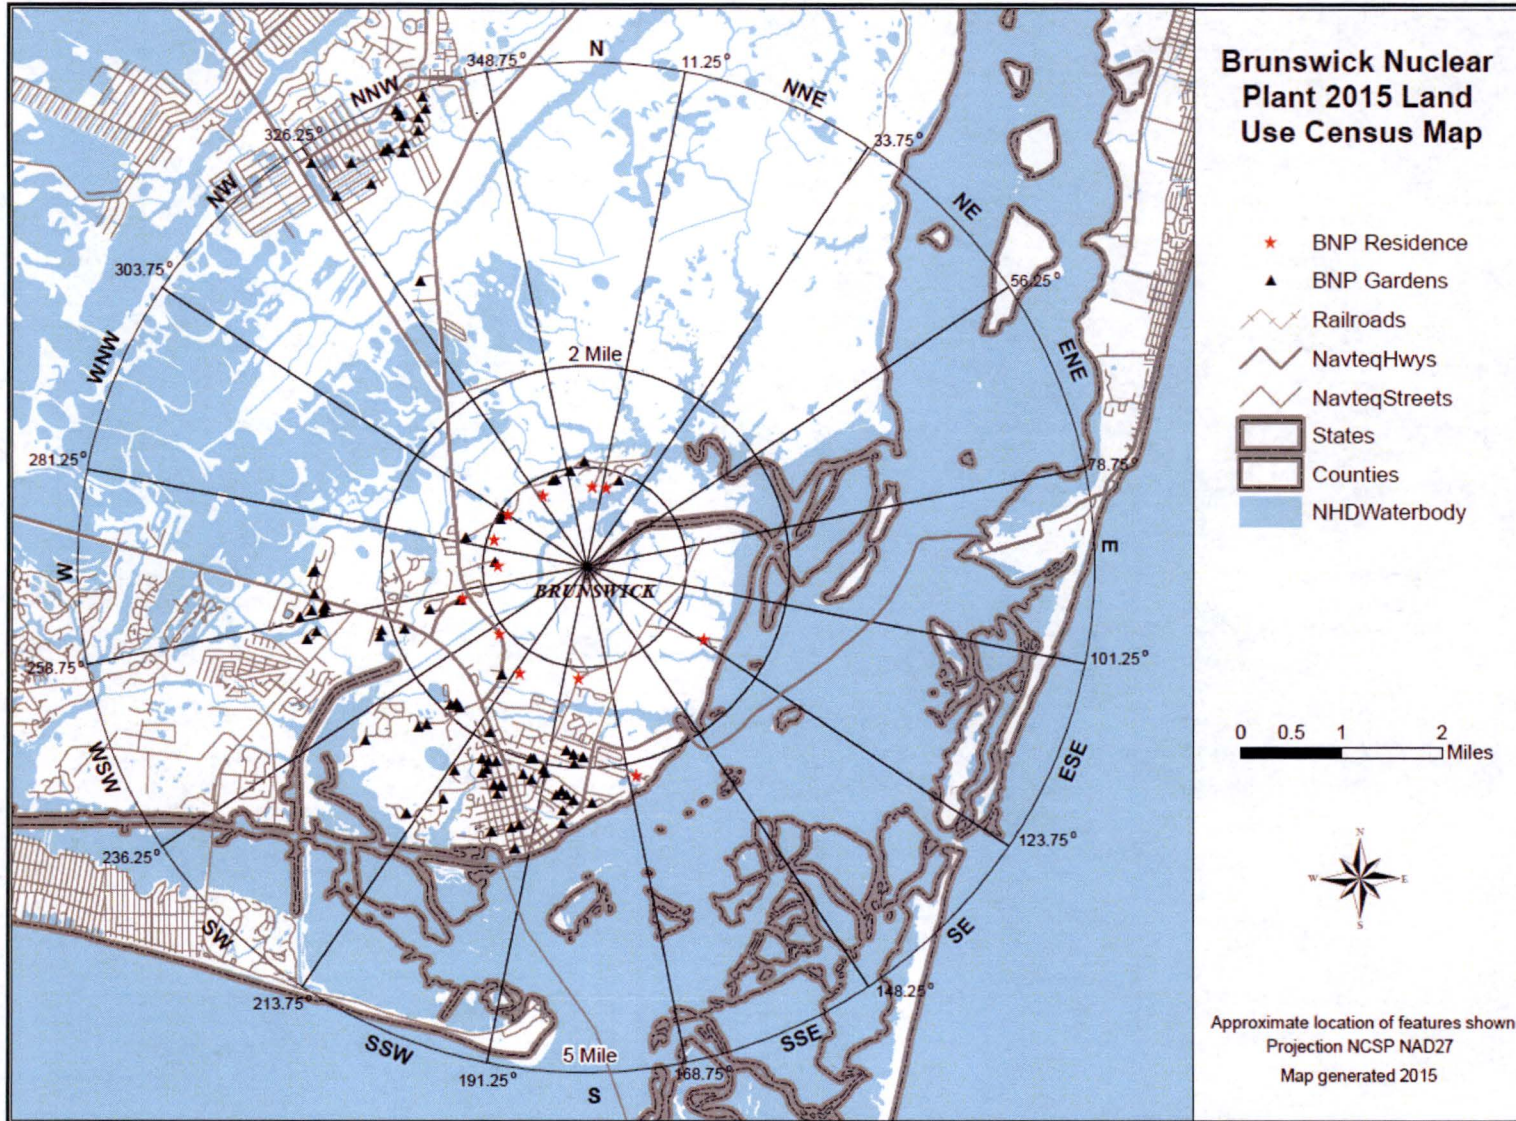 Brunswick Nuclear
Plant 2015 Land
Use Census Map
BNP Residence
BNP Gardens
Railroads
NavteqHwys
NavteqStreets
States
Counties
NHDWaterbody
0 0.5 1 2
Miles
N
W E
S
Approximate location of features shown
Projection NCSP NAD27
Map generated 2015
348.75°
N
11.25°
NNE
33.75°
NE
56.25°
ENE
78.75°
E
101.25°
ESE
123.75°
SE
148.25°
SSE
168.75°
S
191.25°
SSW
213.75°
SW
236.25°
WSW
258.75°
W
281.25°
WNW
303.75°
NW
326.25°
NNW
2 Mile
BRUNSWICK
5 Mile